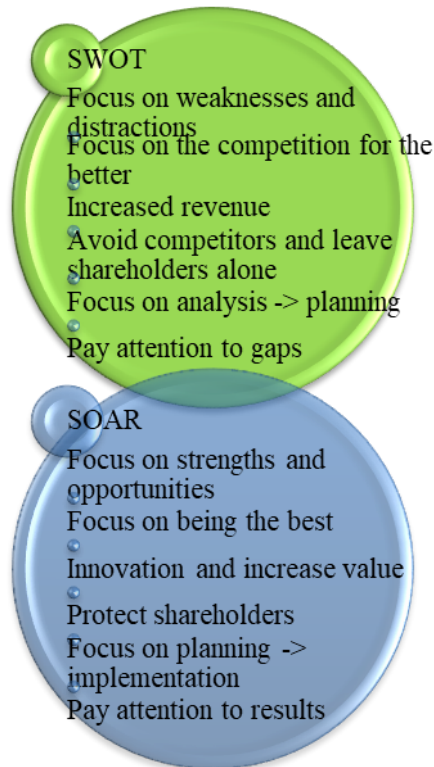 SWOT
Focus on weaknesses and
distractions
Focus on the competition for the
better
Increased revenue
Avoid competitors and leave
shareholders alone
Focus on analysis -> planning
Pay attention to gaps
SOAR
Focus on strengths and
opportunities
Focus on being the best
Innovation and increase value
Protect shareholders
Focus on planning ->
implementation
Pay attention to results